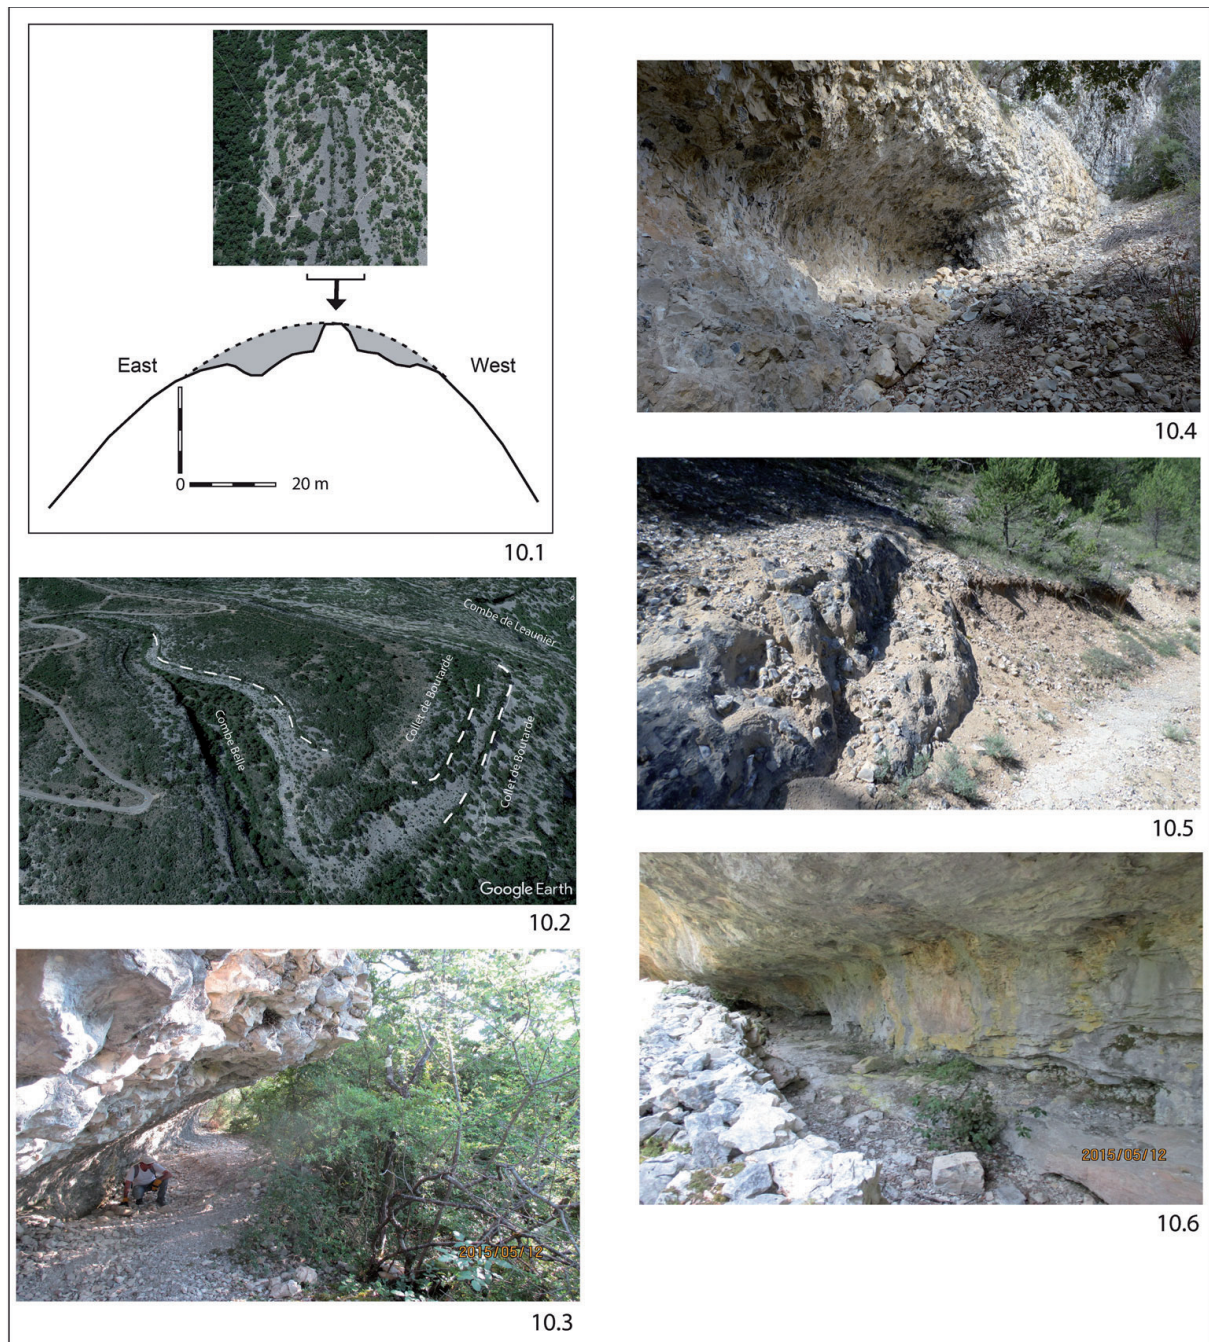 East
West
0
20 m
10.1
Combe de Leaunier
Collet de Boutarde
Combe Belle
Collet de Boutarde
Google Earth
10.2
2015/05/12
10.3
10.4
10.5
2015/05/12
10.6